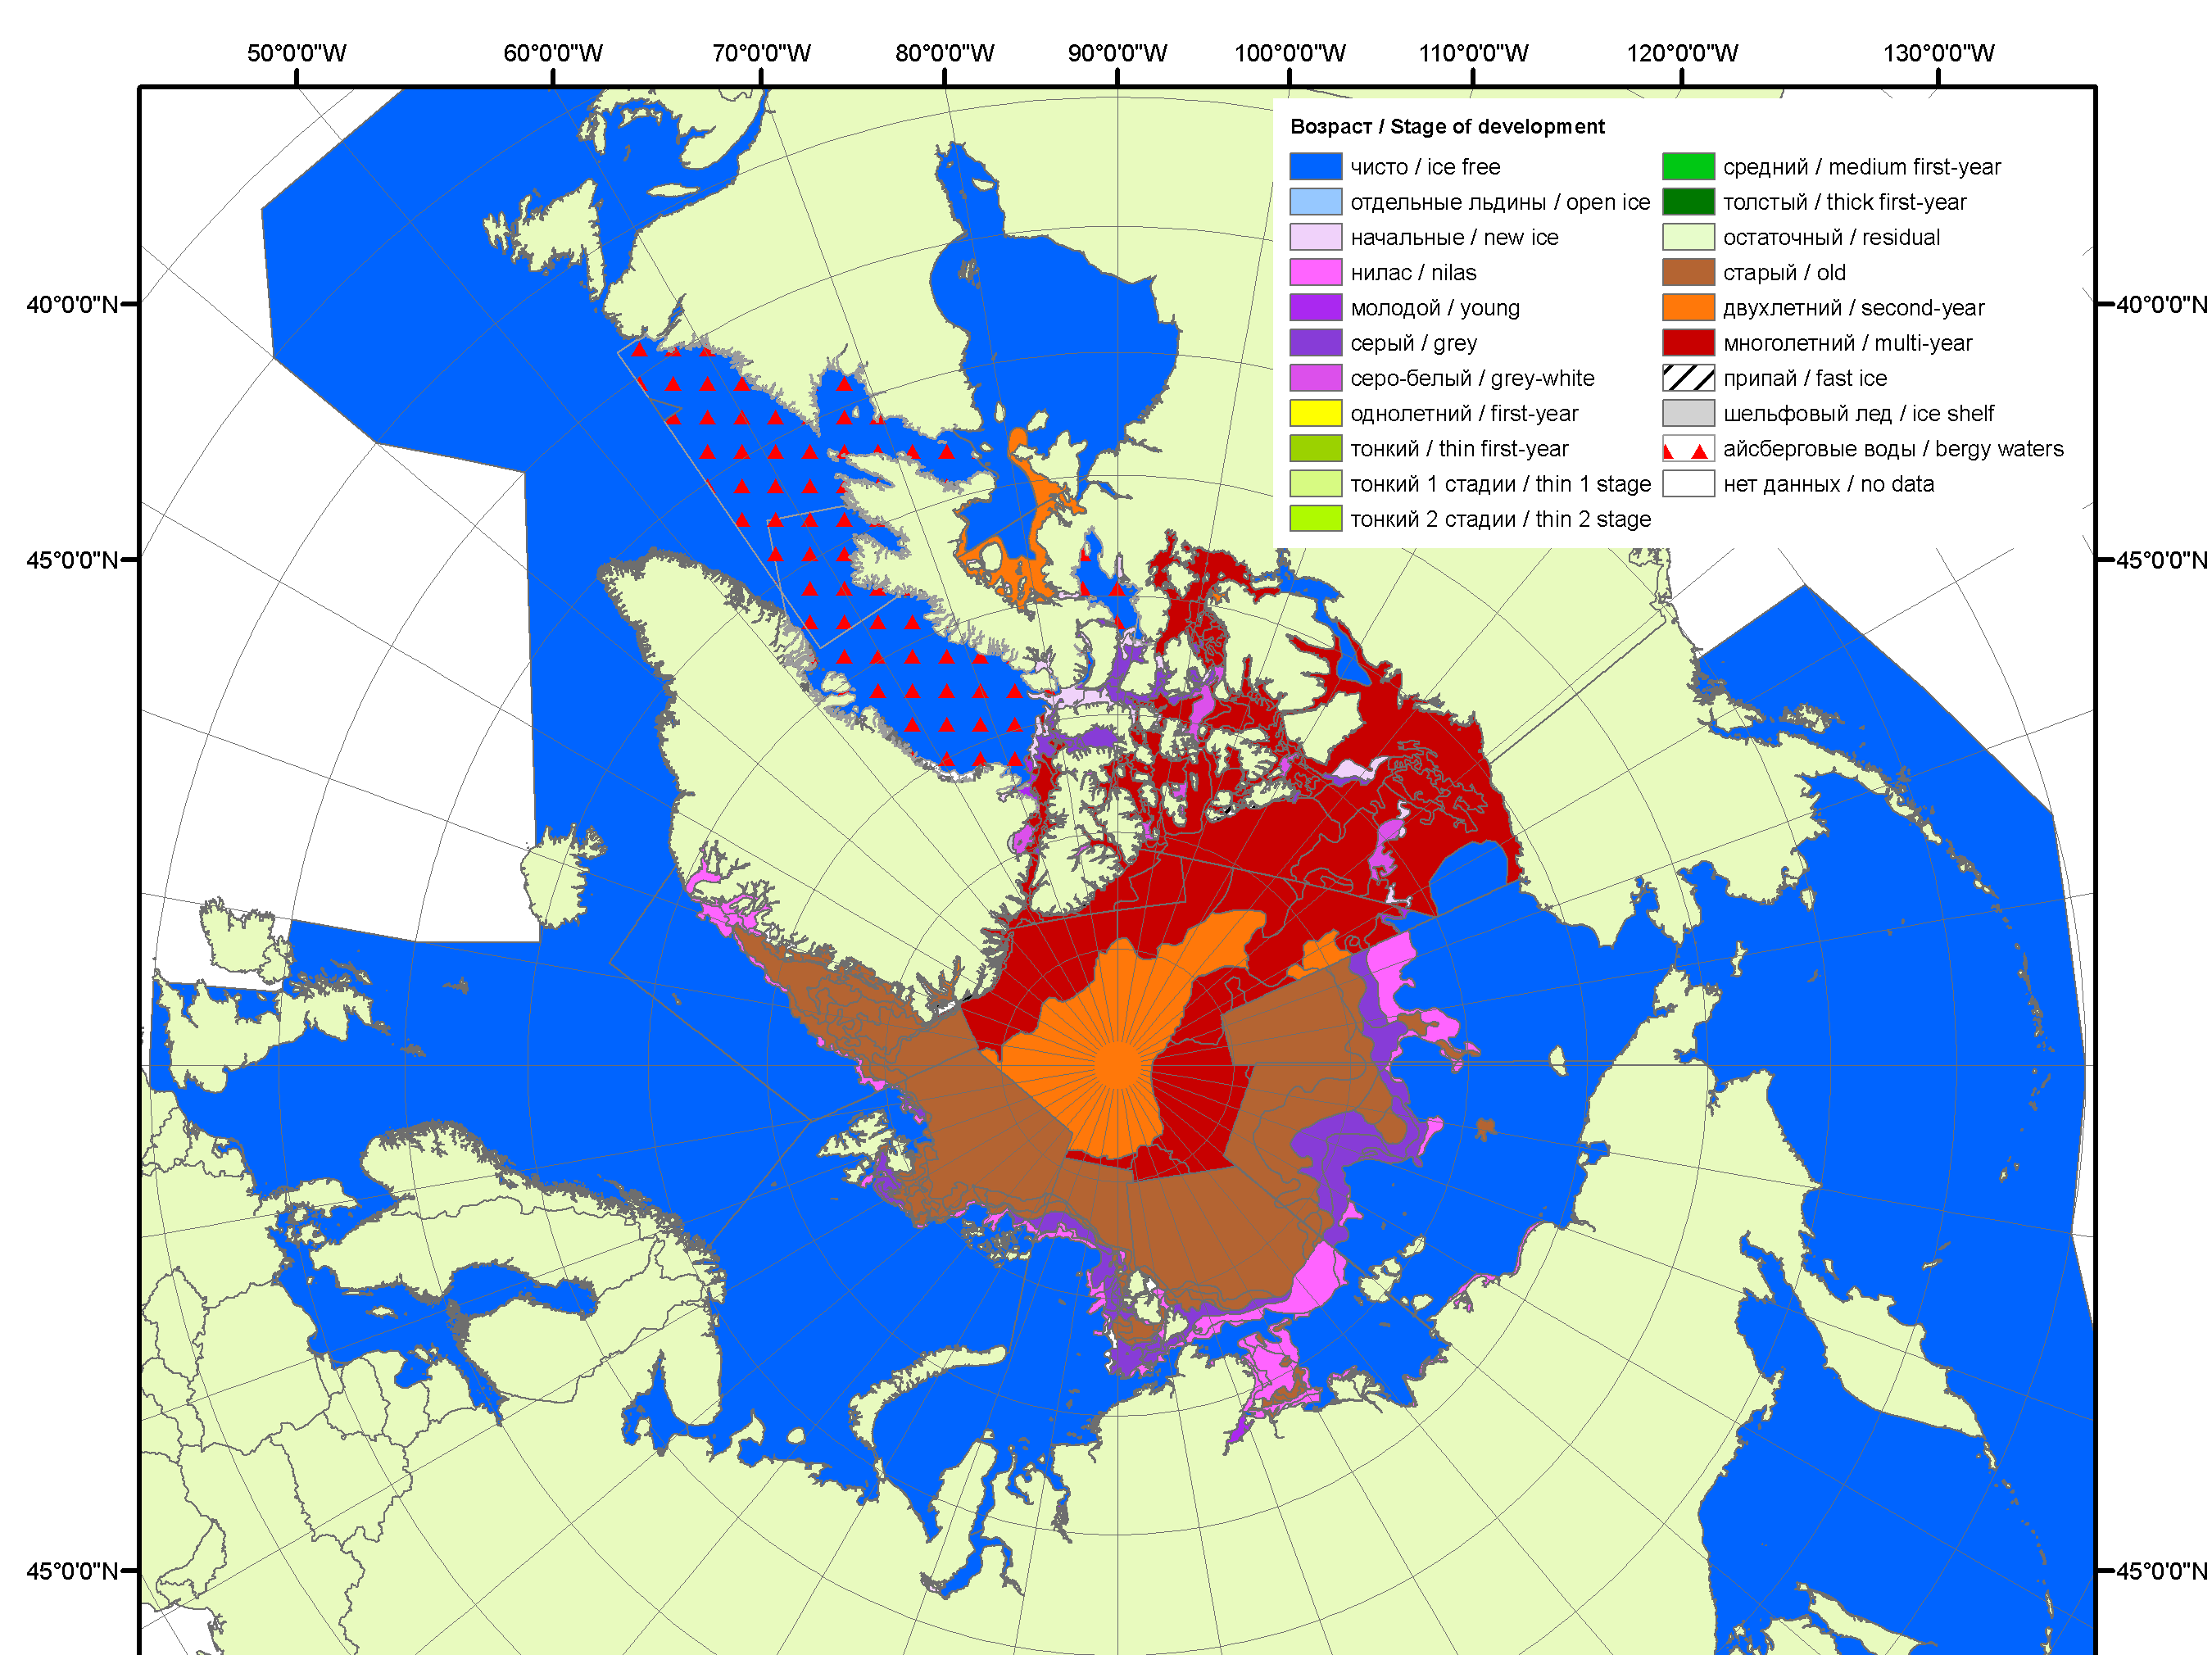 50°0'0"W 60°0'0"W 70°0'0"W 80°0'0"W 90°0'0"W 100°0'0"W 110°0'0"W 120°0'0"W 130°0'0"W
Возраст / Stage of development
чисто / ice free
отдельные льдины / open ice
начальные / new ice
нилас / nilas
молодой / young
серый / grey
серо-белый / grey-white
однолетний / first-year
тонкий / thin first-year
тонкий 1 стадии / thin 1 stage
тонкий 2 стадии / thin 2 stage
средний / medium first-year
толстый / thick first-year
остаточный / residual
старый / old
двухлетний / second-year
многолетний / multi-year
припай / fast ice
шельфовый лед / ice shelf
айсберговые воды / bergy waters
нет данных / no data
40°0'0"N 40°0'0"N
45°0'0"N 45°0'0"N
45°0'0"N 45°0'0"N